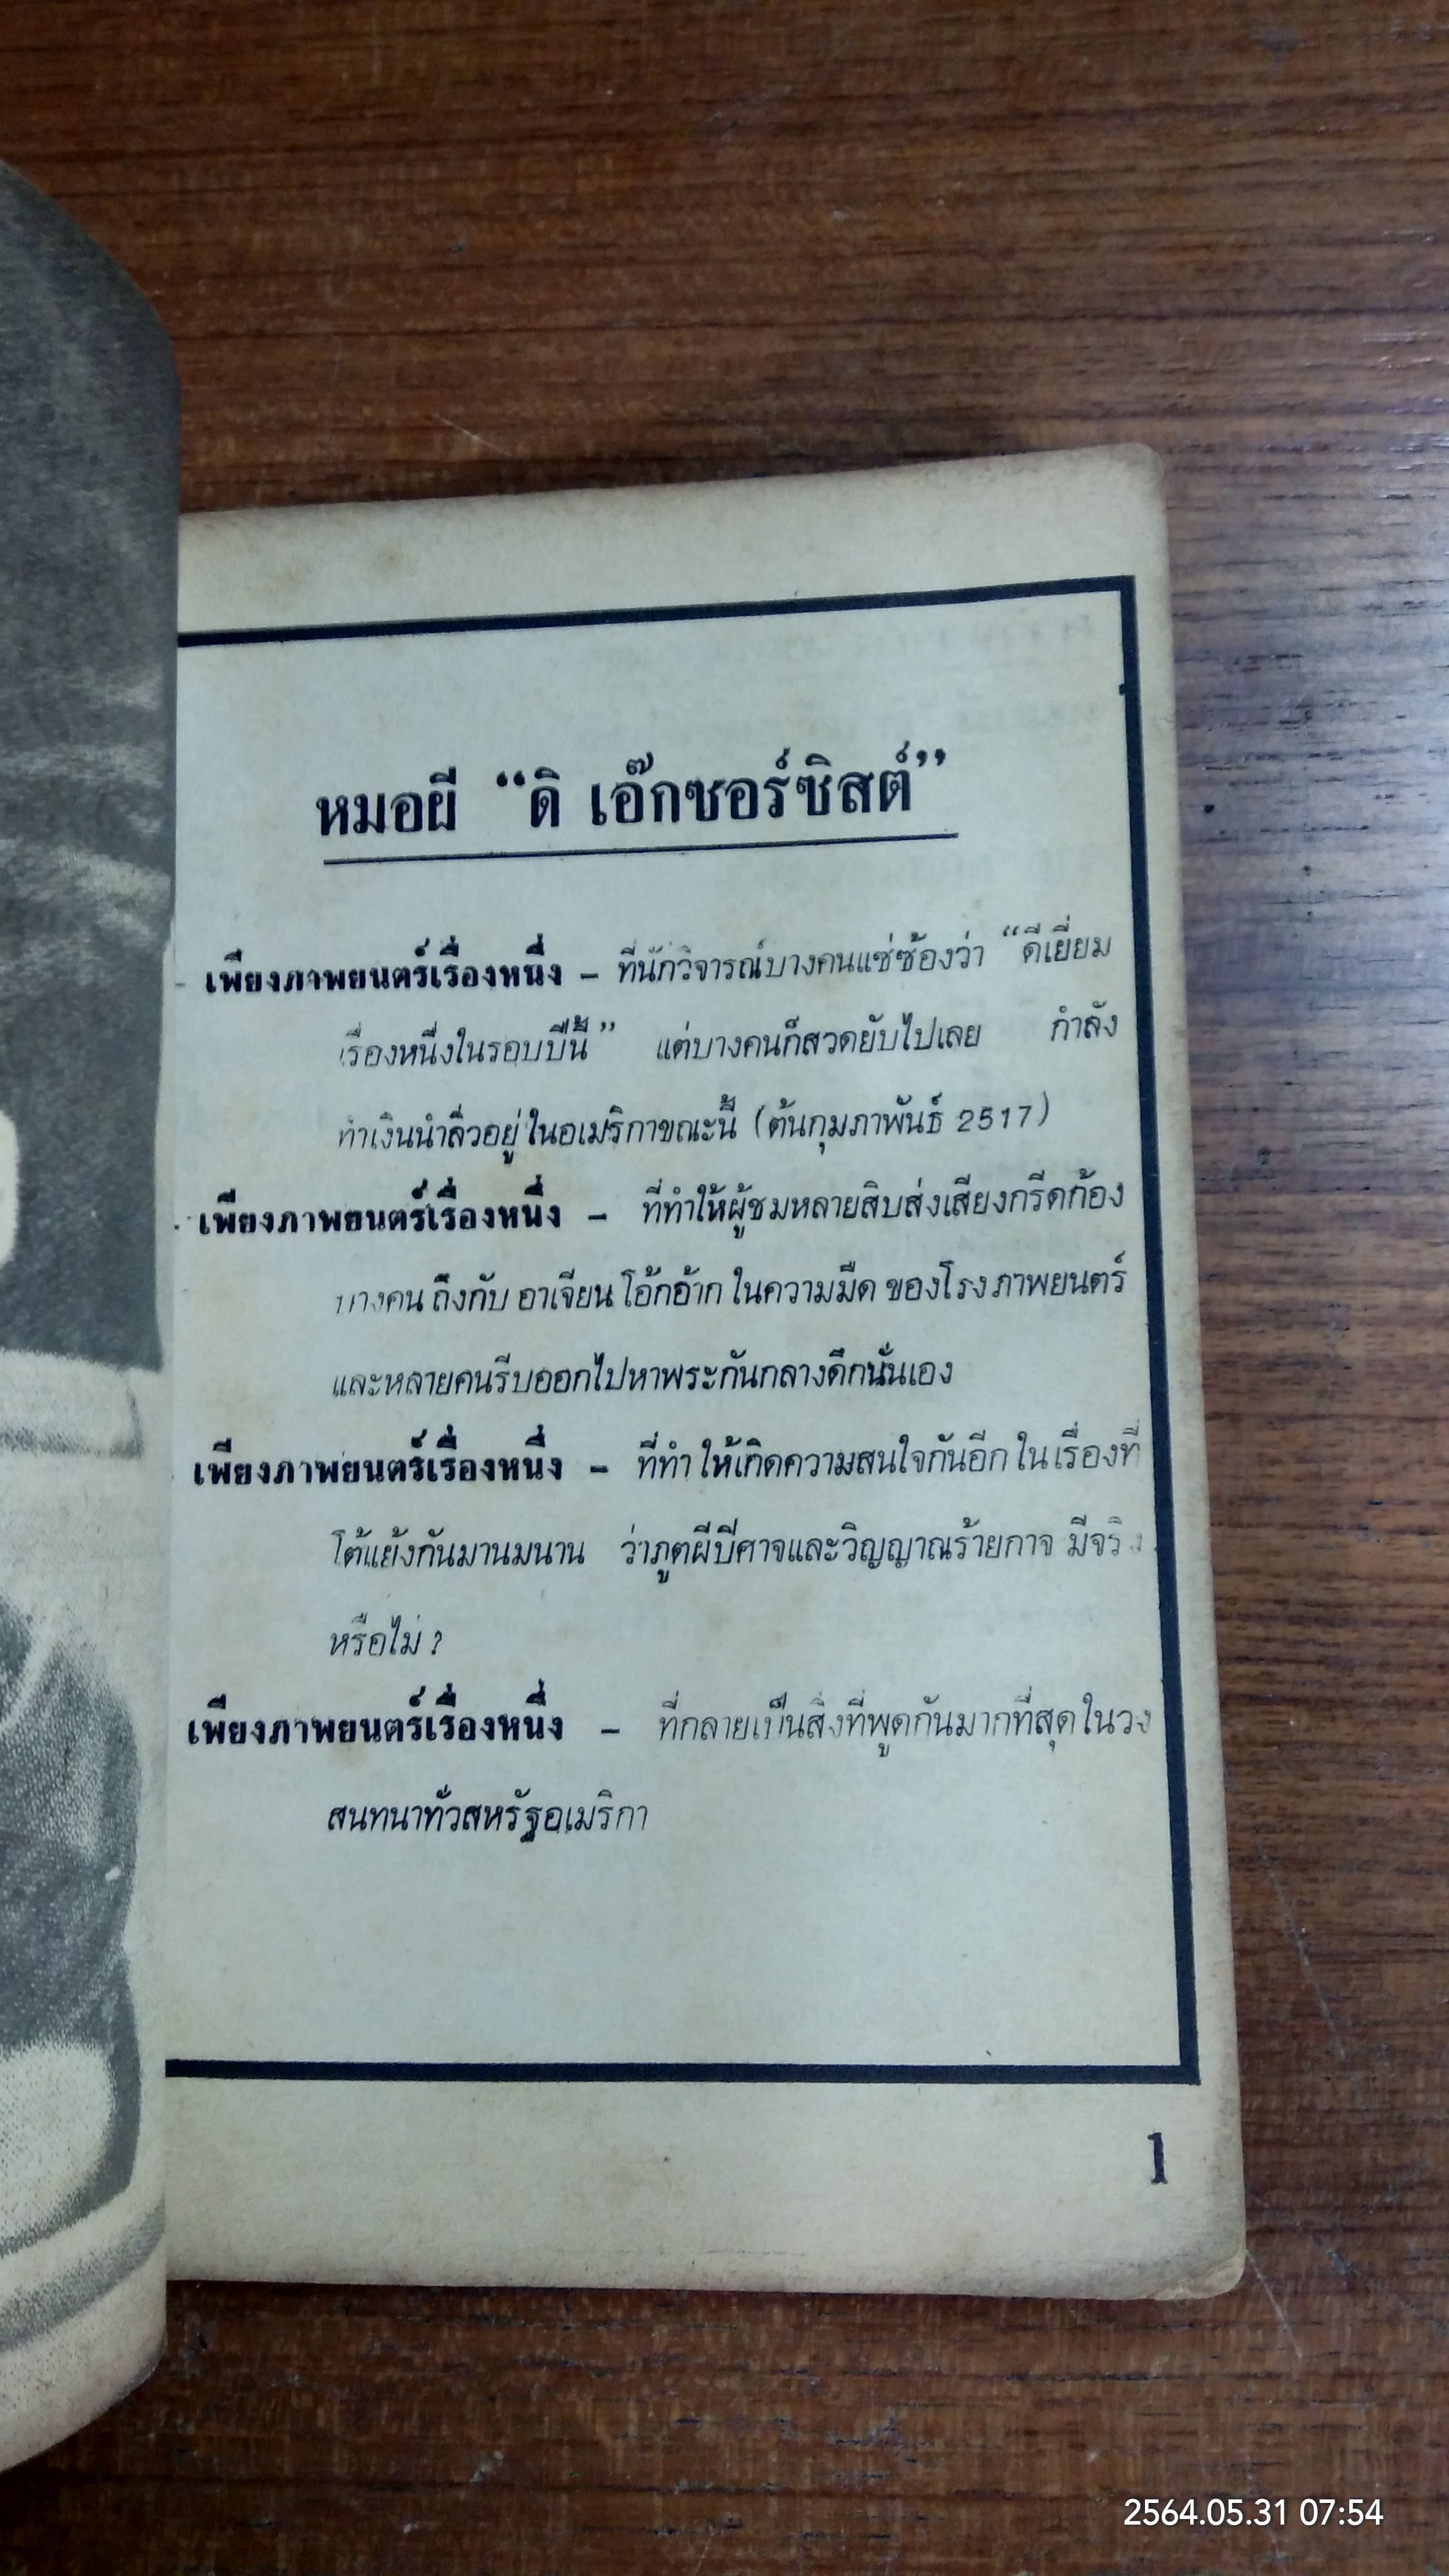 หมอผี “ดิ เอ๊กซอร์ซิสต์”
- เพียงภาพยนตร์เรื่องหนึ่ง – ที่นักวิจารณ์บางคนแซ่ซ้องว่า “ดีเยี่ยม
เรื่องหนึ่งในรอบปีนี้” แต่บางคนก็สวดยับไปเลย กำลัง
ทำเงินนำลิ่วอยู่ในอเมริกาขณะนี้ (ต้นกุมภาพันธ์ 2517)
- เพียงภาพยนตร์เรื่องหนึ่ง – ที่ทำให้ผู้ชมหลายสิบส่งเสียงกรีดก้อง
บางคนถึงกับอาเจียนโอ้กอ้ากในความมืดของโรงภาพยนตร์
และหลายคนรีบออกไปหาพระกันกลางดึกนั่นเอง
- เพียงภาพยนตร์เรื่องหนึ่ง – ที่ทำให้เกิดความสนใจกันอีกในเรื่องที่
โต้แย้งกันมานมนาน ว่าภูตผีปีศาจและวิญญาณร้ายกาจ มีจริง
หรือไม่?
เพียงภาพยนตร์เรื่องหนึ่ง – ที่กลายเป็นสิ่งที่พูดกันมากที่สุดในวง
สนทนาทั่วสหรัฐอเมริกา
1
2564.05.31 07:54